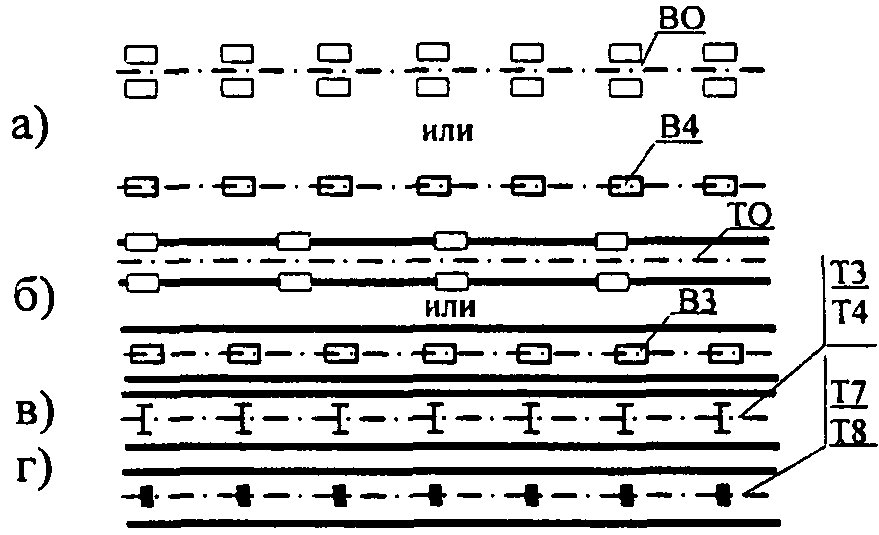 ВО
а)
или
В4
ТО
б)
или
В3
Т3
Т4
в)
Т7
Т8
г)